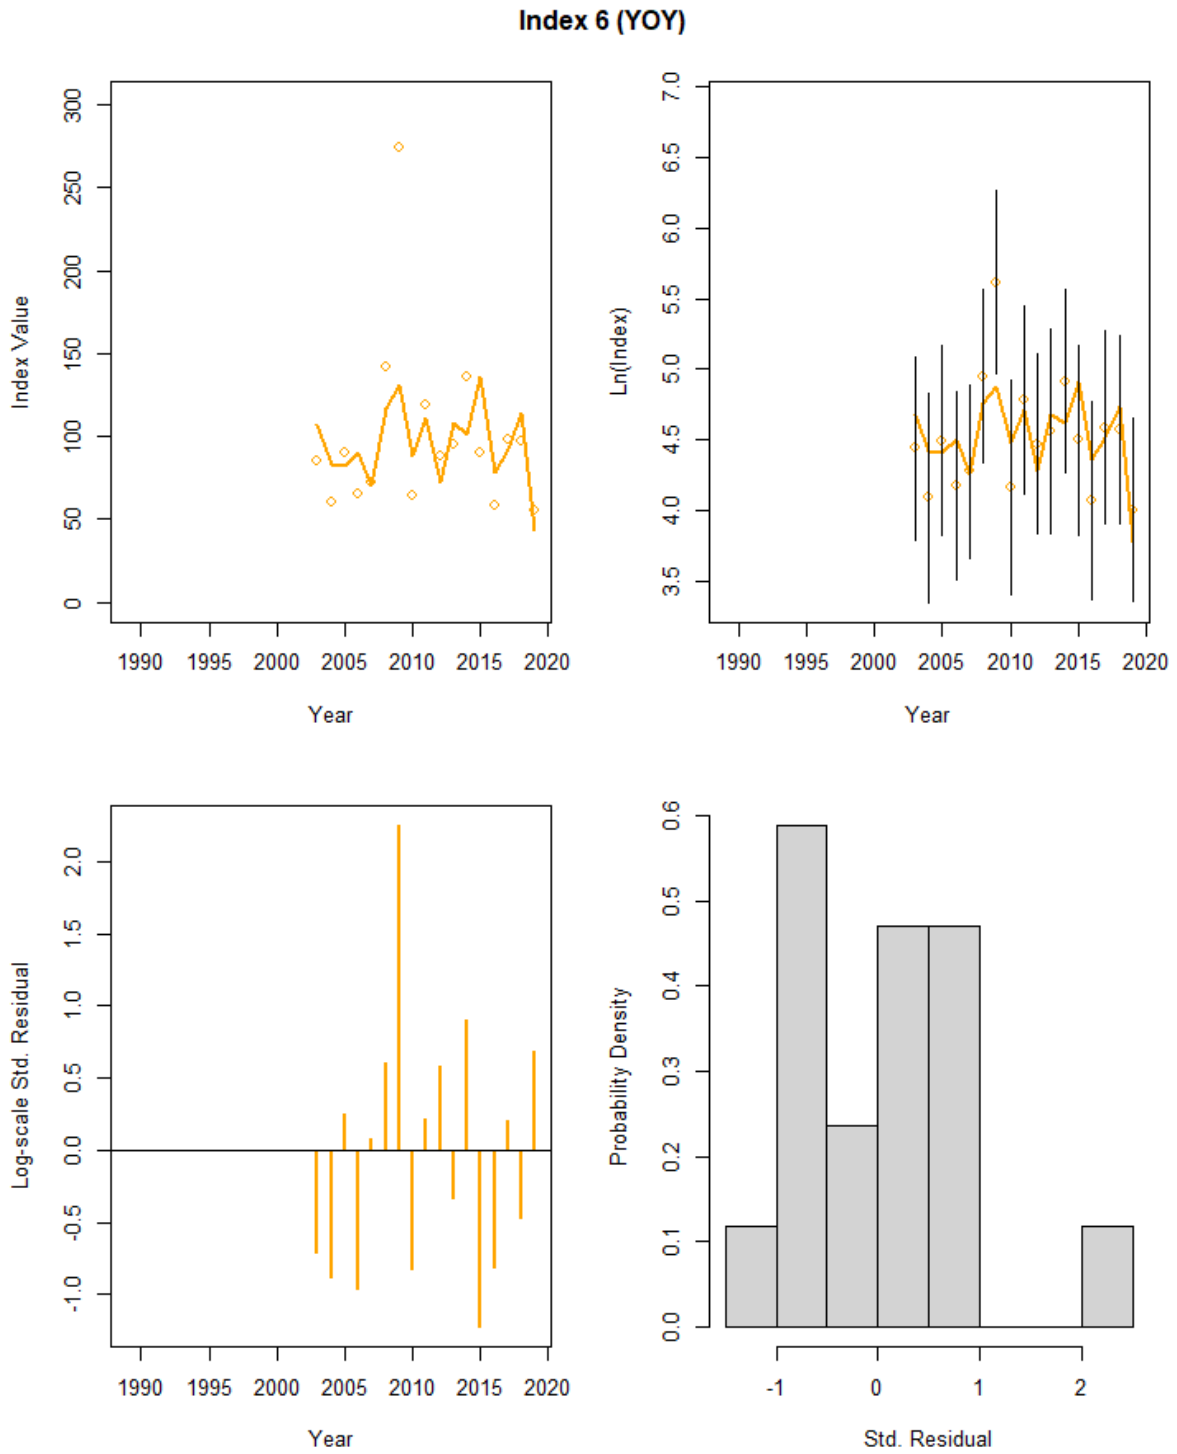 Index 6 (YOY)
Index Value
300
250
200
150
100
50
0
1990 1995 2000 2005 2010 2015 2020
Year
Ln(Index)
7.0
6.5
6.0
5.5
5.0
4.5
4.0
3.5
1990 1995 2000 2005 2010 2015 2020
Year
Log-scale Std. Residual
2.0
1.5
1.0
0.5
0.0
-0.5
-1.0
1990 1995 2000 2005 2010 2015 2020
Year
Probability Density
0.6
0.5
0.4
0.3
0.2
0.1
0.0
-1 0 1 2
Std. Residual